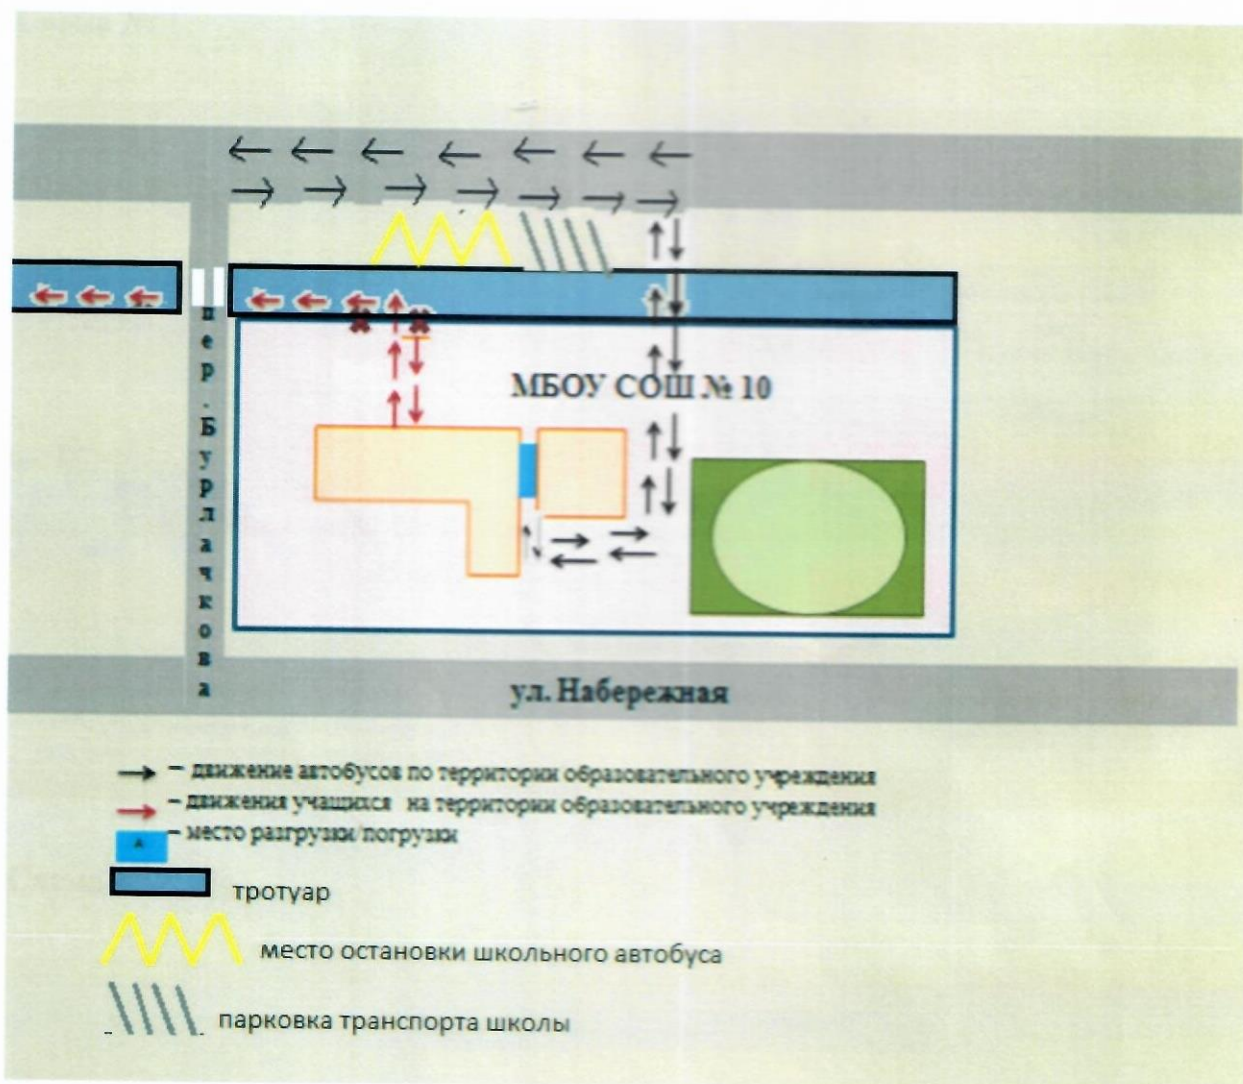 пер.Бурлачкова
МБОУ СОШ № 10
ул. Набережная
– движение автобусов по территории образовательного учреждения
– движения учащихся на территории образовательного учреждения
– место разгрузки/погрузки
тротуар
место остановки школьного автобуса
парковка транспорта школы